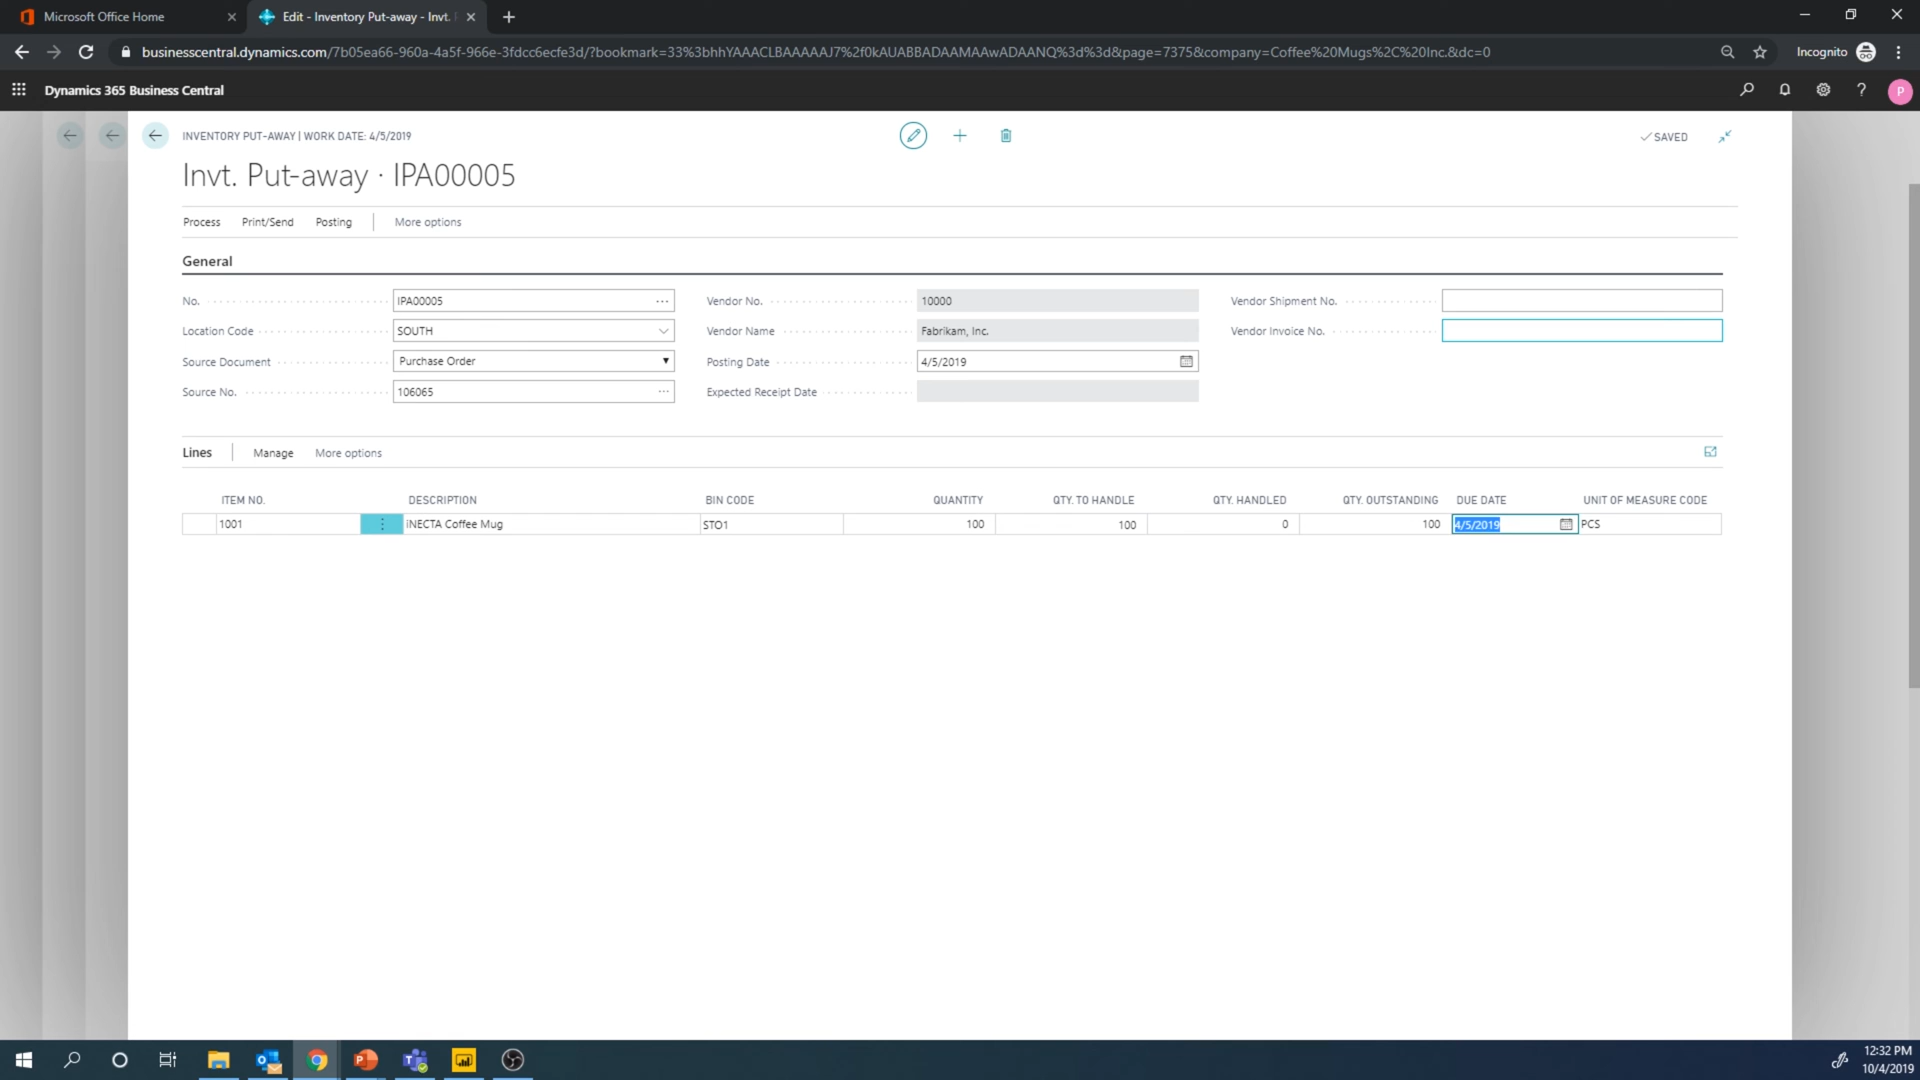 Microsoft Office Home
Edit - Inventory Put-away - Invt.
businesscentral.dynamics.com/7b05ea66-960a-4a5f-966e-3fdcc6ecfe3d/?bookmark=33%3bhhYAAACLBAAAAAJ7%2f0kAUABBADAAMAAwADAANQ%3d%3d&page=7375&company=Coffee%20Mugs%2C%20Inc.&dc=0
Incognito
Dynamics 365 Business Central
?
P
INVENTORY PUT-AWAY | WORK DATE: 4/5/2019
SAVED
Invt. Put-away · IPA00005
Process Print/Send Posting More options
General
No. IPA00005 Vendor No. 10000 Vendor Shipment No.
Location Code SOUTH Vendor Name Fabrikam, Inc. Vendor Invoice No.
Source Document Purchase Order Posting Date 4/5/2019
Source No. 106065 Expected Receipt Date
Lines Manage More options
ITEM NO. DESCRIPTION BIN CODE QUANTITY QTY. TO HANDLE QTY. HANDLED QTY. OUTSTANDING DUE DATE UNIT OF MEASURE CODE
1001 iNECTA Coffee Mug STO1 100 100 0 100 4/5/2019 PCS
12:32 PM
10/4/2019